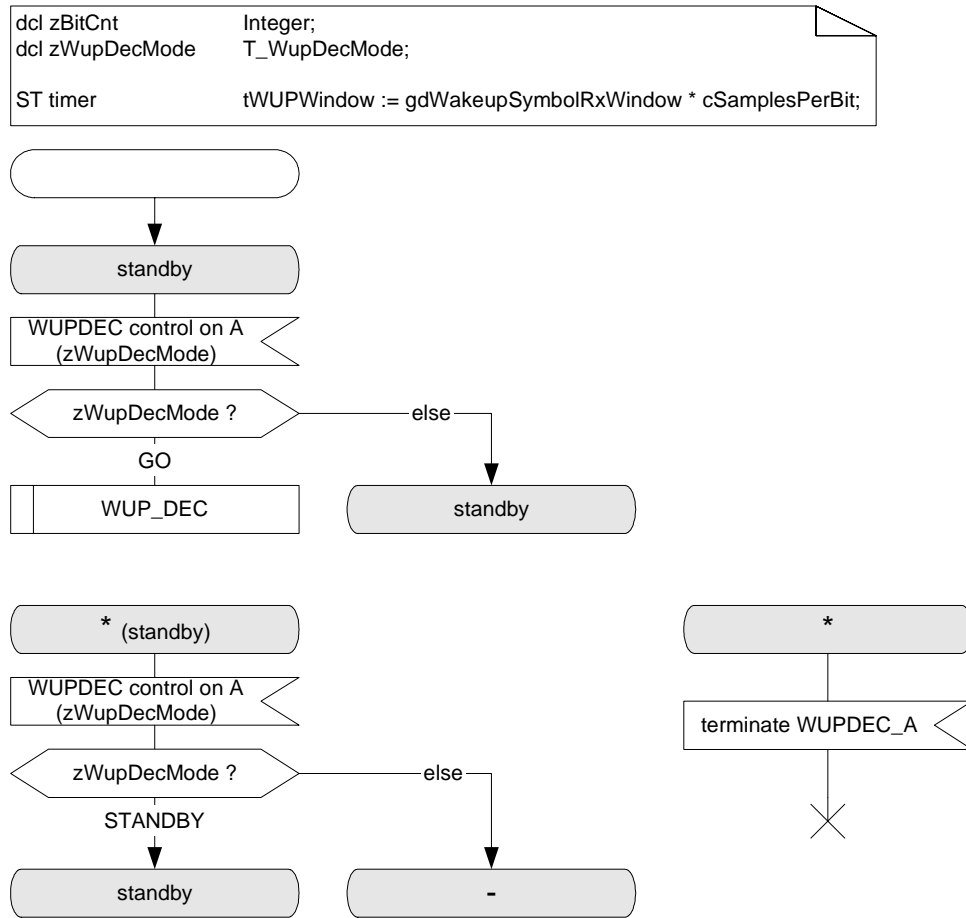 dcl zBitCnt Integer;
dcl zWupDecMode T_WupDecMode;
ST timer tWUPWindow := gdWakeupSymbolRxWindow * cSamplesPerBit;
standby
WUPDEC control on A
(zWupDecMode)
zWupDecMode ?
else
GO
WUP_DEC
standby
* (standby)
WUPDEC control on A
(zWupDecMode)
zWupDecMode ?
else
STANDBY
standby
-
*
terminate WUPDEC_A